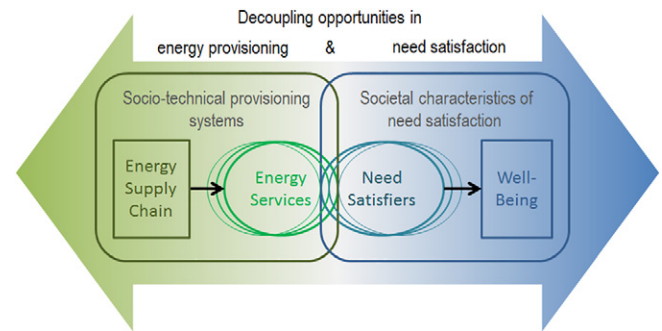 Decoupling opportunities in
energy provisioning & need satisfaction
Socio-technical provisioning
systems
Societal characteristics of
need satisfaction
Energy
Supply
Chain
Energy
Services
Need
Satisfiers
Well-
Being